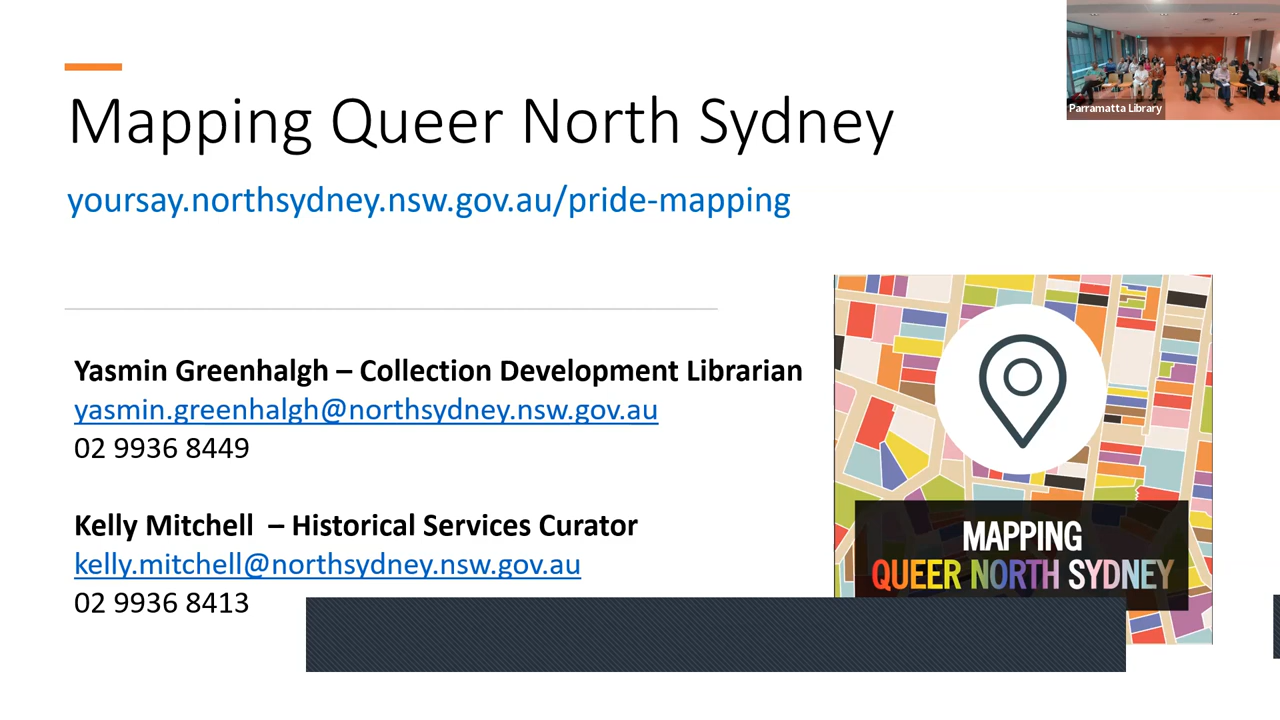 Parramatta Library
Mapping Queer North Sydney
yoursay.northsydney.nsw.gov.au/pride-mapping
Yasmin Greenhalgh – Collection Development Librarian
yasmin.greenhalgh@northsydney.nsw.gov.au
02 9936 8449
Kelly Mitchell – Historical Services Curator
kelly.mitchell@northsydney.nsw.gov.au
02 9936 8413
MAPPING
QUEER NORTH SYDNEY